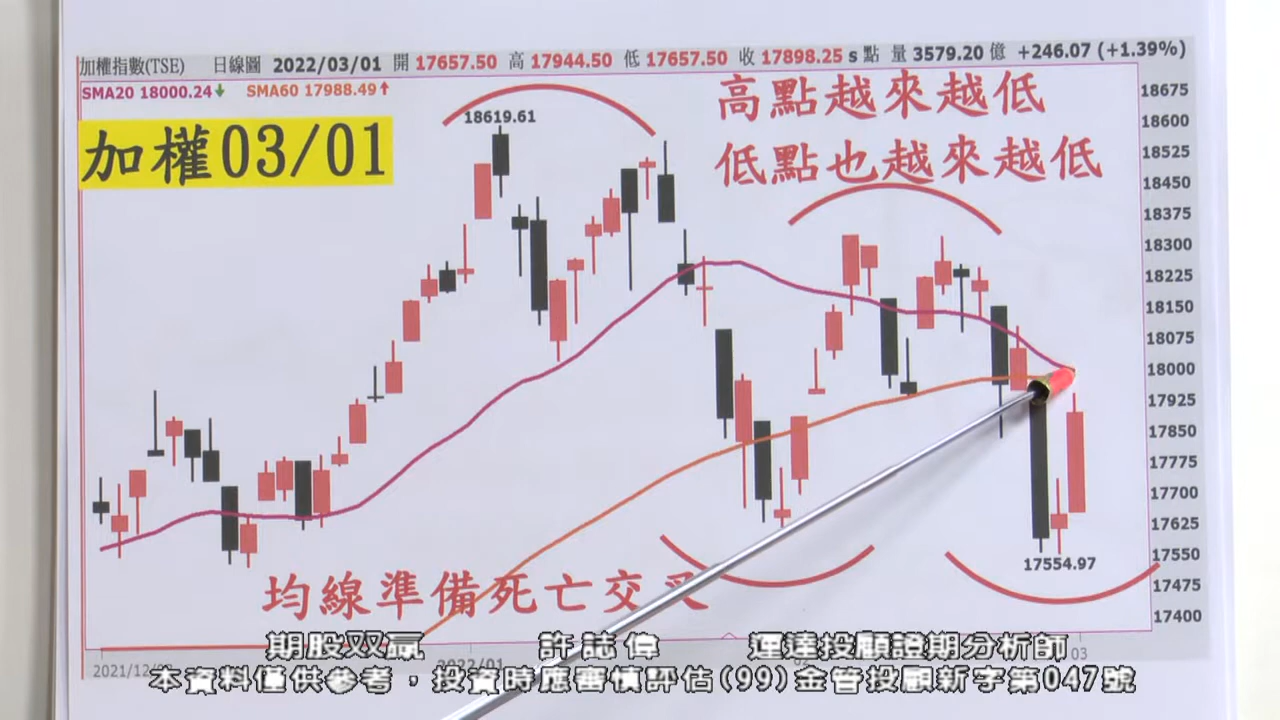 加權指數(TSE) 日線圖 2022/03/01 開 17657.50 高 17944.50 低 17657.50 收 17898.25 s 點 量 3579.20 億 +246.07 (+1.39%)
SMA20 18000.24↓ SMA60 17988.49↑
加權03/01
高點越來越低
低點也越來越低
18619.61
18675
18600
18525
18450
18375
18300
18225
18150
18075
18000
17925
17850
17775
17700
17625
17550
17475
17400
17554.97
均線準備死亡交叉
2021/12 2022/01 03
期股双贏 許誌偉 運達投顧證期分析師
本資料僅供參考，投資時應審慎評估(99)金管投顧新字第047號